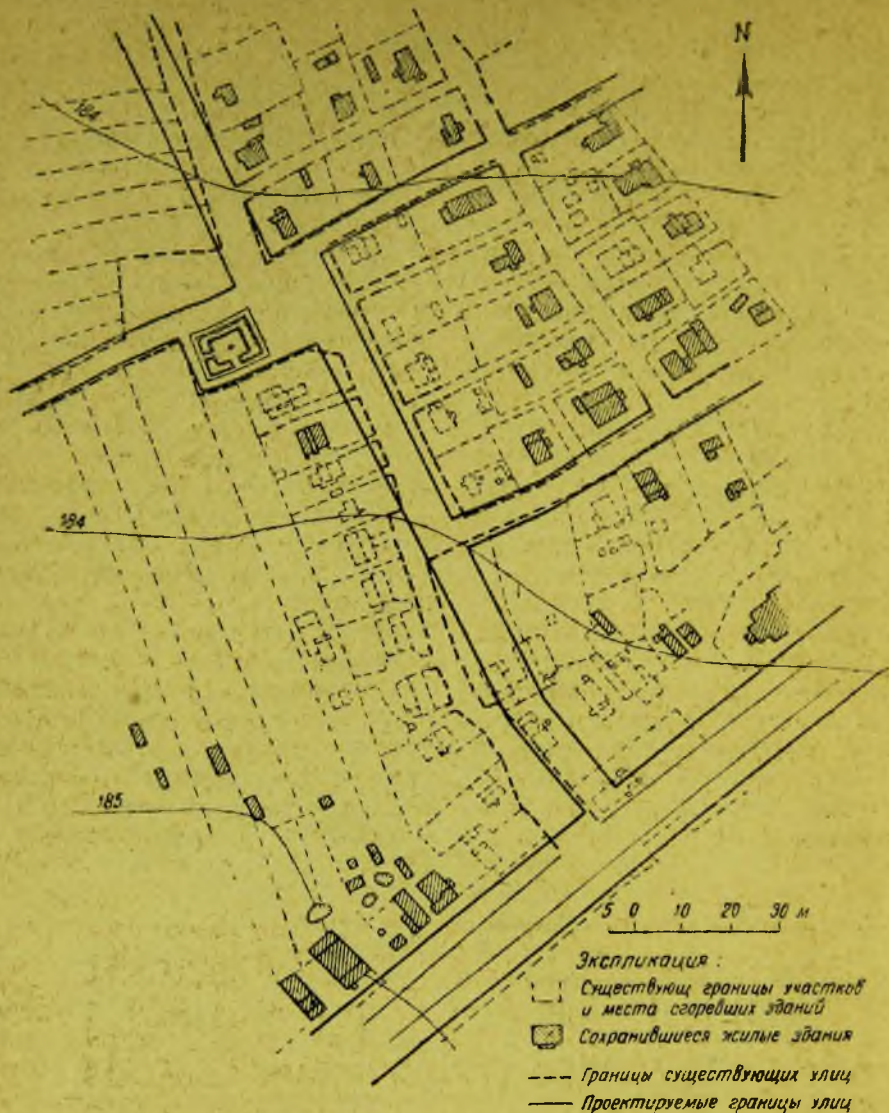 N
184
184
185
5 0 10 20 30 м
Экспликация:
Существующ границы участков
и места сгоревших зданий
Сохранившиеся жилые здания
Границы существующих улиц
Проектируемые границы улиц